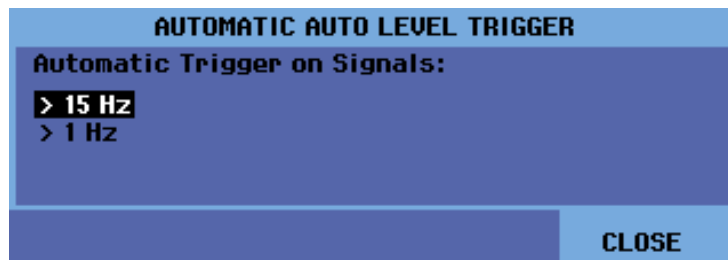 AUTOMATIC AUTO LEVEL TRIGGER
Automatic Trigger on Signals:
> 15 Hz
> 1 Hz
CLOSE